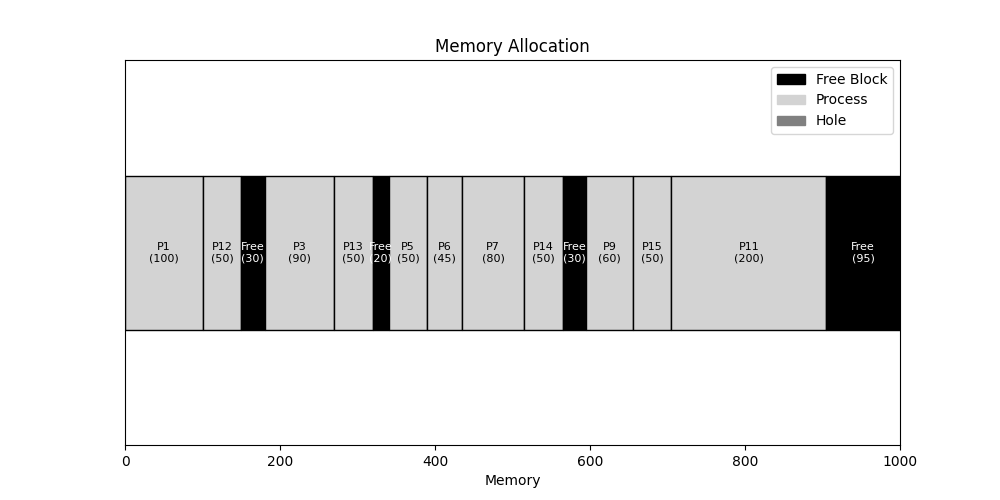 Memory Allocation
Free Block
Process
Hole
P1
(100)
P12
(50)
Free
(30)
P3
(90)
P13
(50)
Free
(20)
P5
(50)
P6
(45)
P7
(80)
P14
(50)
Free
(30)
P9
(60)
P15
(50)
P11
(200)
Free
(95)
0 200 400 600 800 1000
Memory